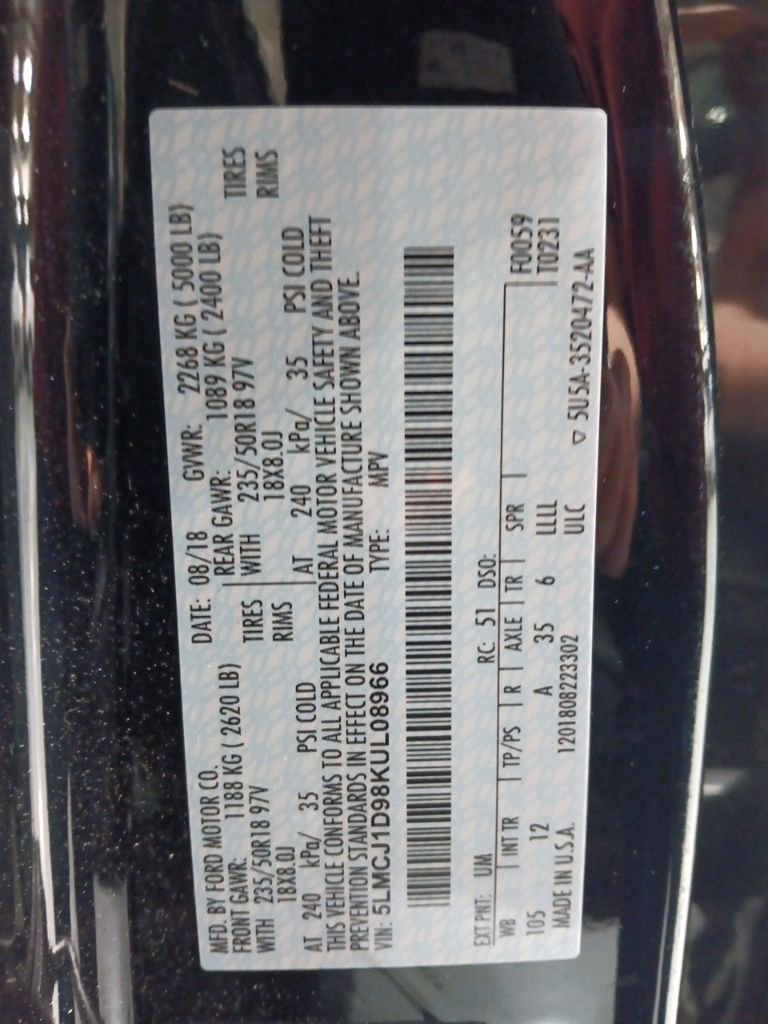 MFD. BY FORD MOTOR CO.
DATE: 08/18 GVWR: 2268 KG ( 5000 LB)
FRONT GAWR: 1188 KG ( 2620 LB)
REAR GAWR: 1089 KG ( 2400 LB)
WITH 235/50R18 97V TIRES
WITH 235/50R18 97V TIRES
18X8.0J RIMS
18X8.0J RIMS
AT 240 kPa/ 35 PSI COLD
AT 240 kPa/ 35 PSI COLD
THIS VEHICLE CONFORMS TO ALL APPLICABLE FEDERAL MOTOR VEHICLE SAFETY AND THEFT
PREVENTION STANDARDS IN EFFECT ON THE DATE OF MANUFACTURE SHOWN ABOVE.
VIN: 5LMCJ1D98KUL08966 TYPE: MPV
EXT PNT: UM RC: 51 DSO:
WB INT TR TP/PS R AXLE TR SPR F0059
105 12 A 35 6 LLLL T0231
MADE IN U.S.A. 1201808223302 ULC
▽ 5U5A-3520472-AA